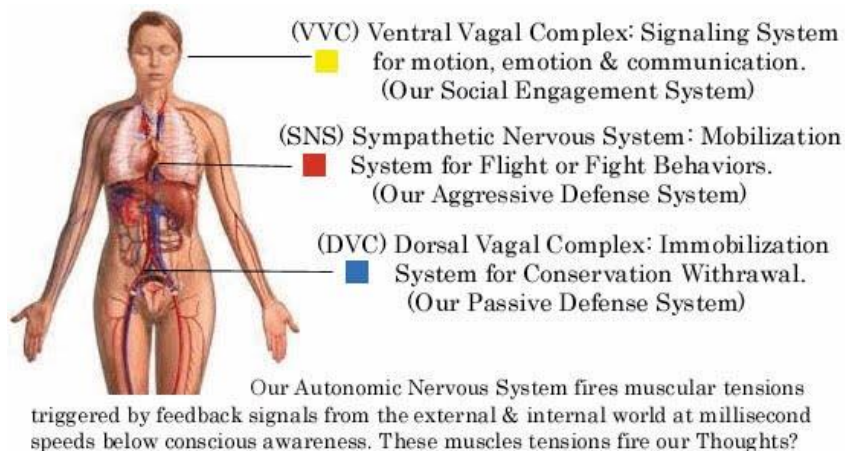 (VVC) Ventral Vagal Complex: Signaling System
for motion, emotion & communication.
(Our Social Engagement System)
(SNS) Sympathetic Nervous System: Mobilization
System for Flight or Fight Behaviors.
(Our Aggressive Defense System)
(DVC) Dorsal Vagal Complex: Immobilization
System for Conservation Withrawal.
(Our Passive Defense System)
Our Autonomic Nervous System fires muscular tensions
triggered by feedback signals from the external & internal world at millisecond
speeds below conscious awareness. These muscles tensions fire our Thoughts?